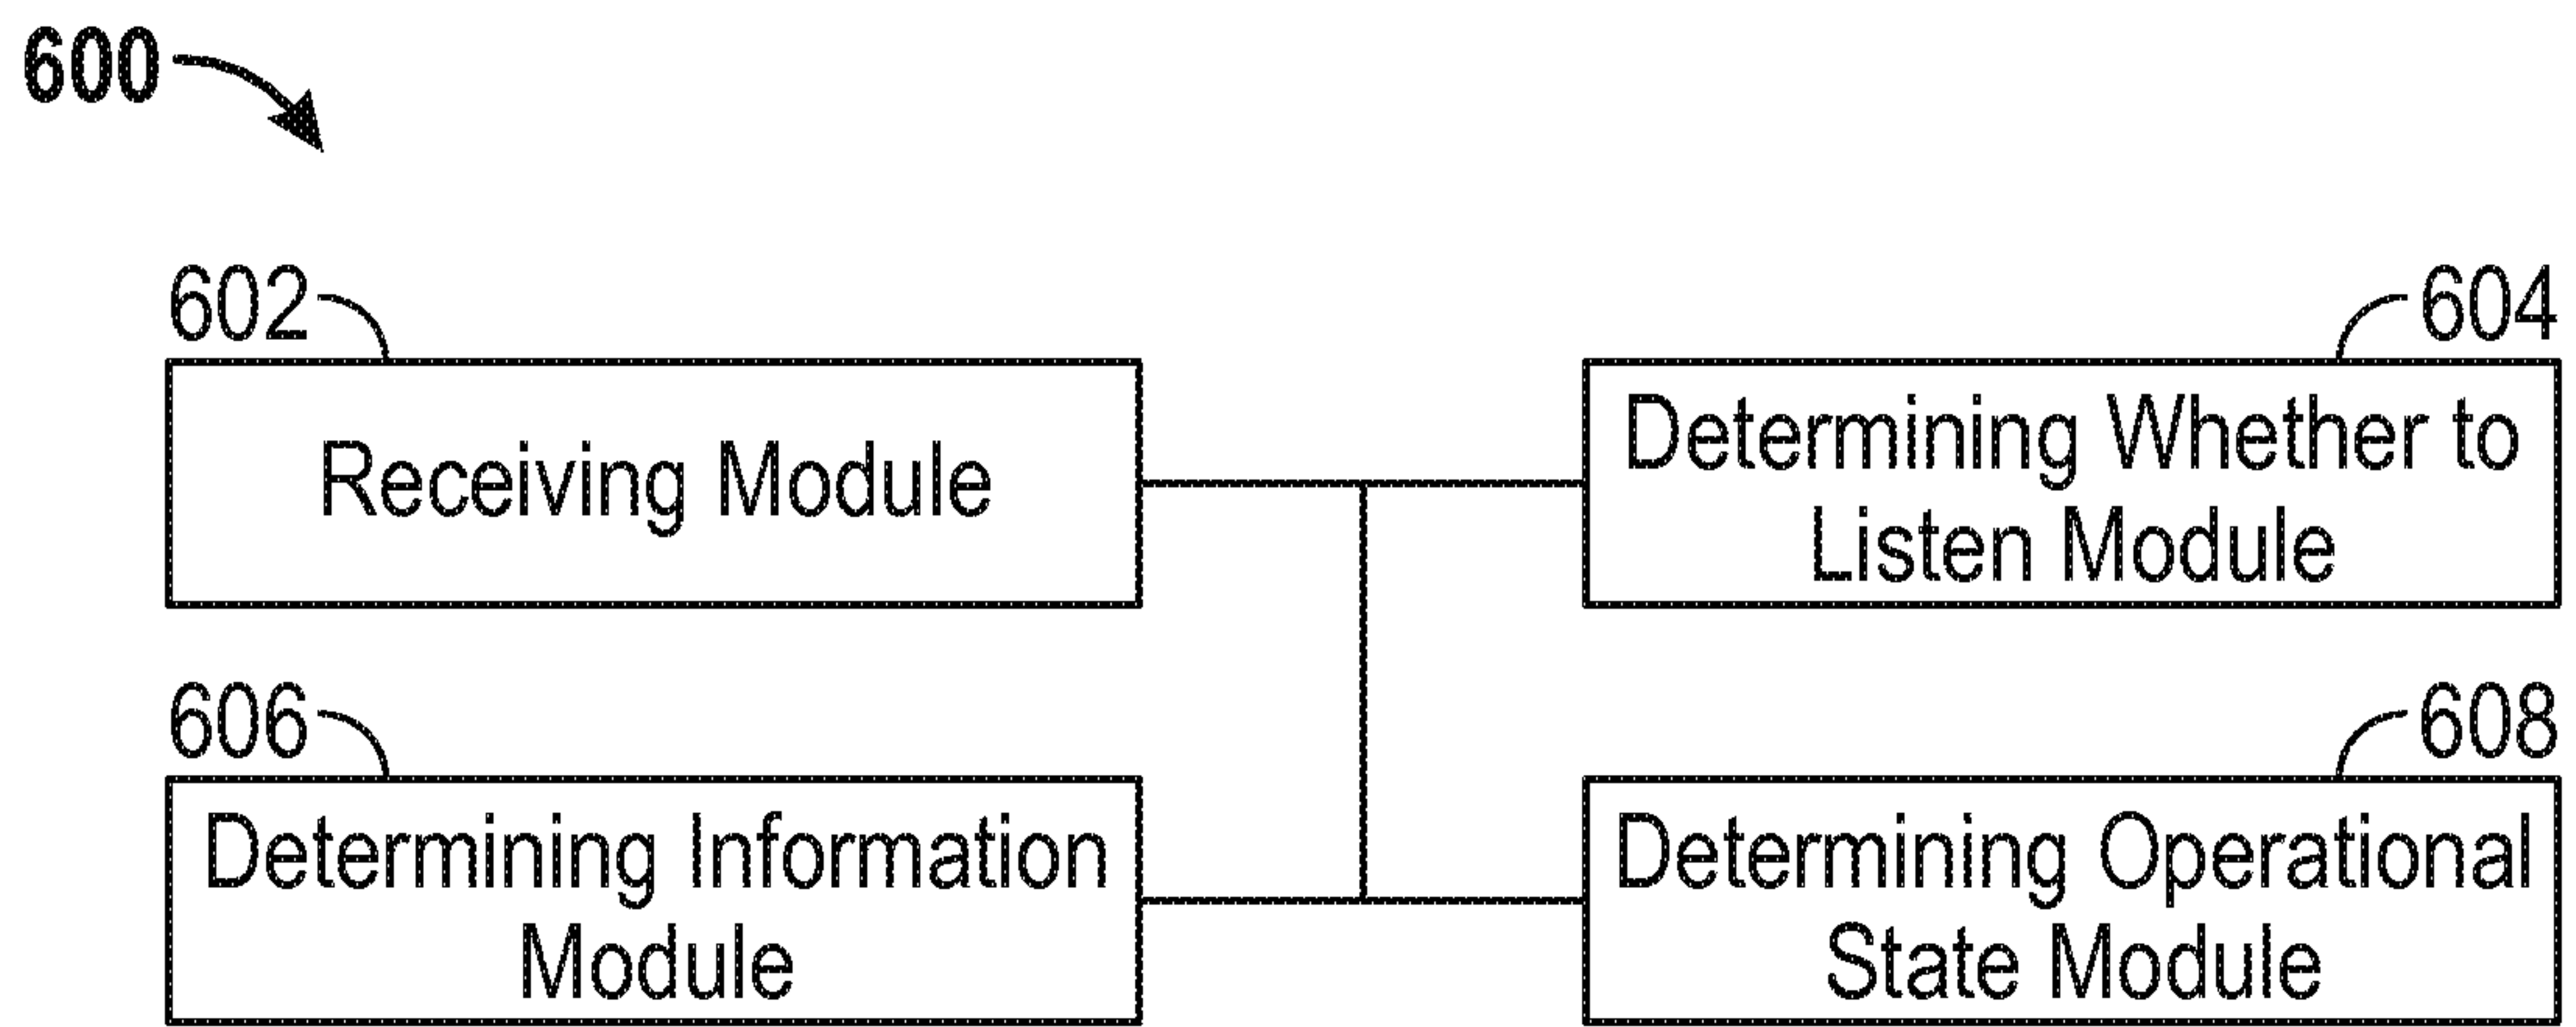 600
602
604
Receiving Module
Determining Whether to
Listen Module
606
608
Determining Information
Module
Determining Operational
State Module